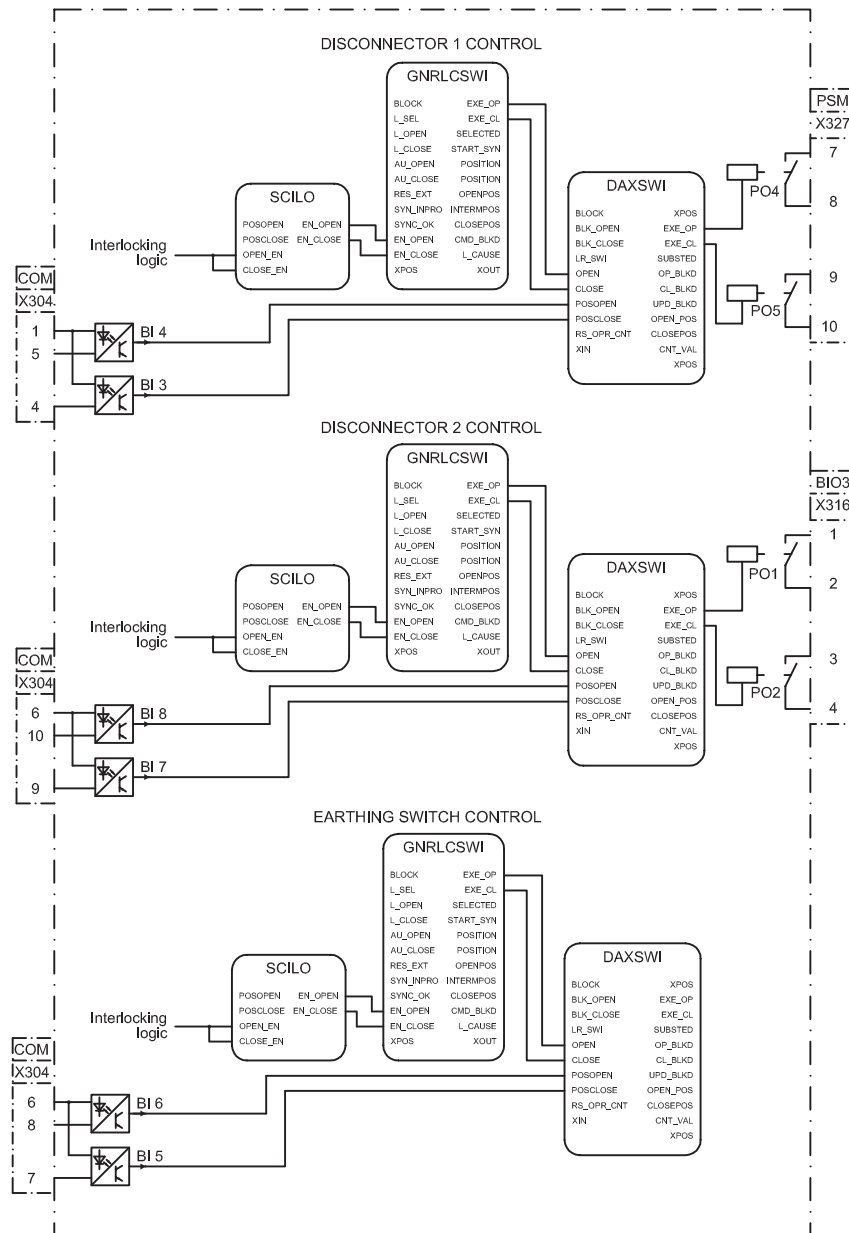 DISCONNECTOR 1 CONTROL
GNRLCSWI
BLOCK EXE_OP
L_SEL EXE_CL
L_OPEN SELECTED
L_CLOSE START_SYN
AU_OPEN POSITION
AU_CLOSE POSITION
RES_EXT OPENPOS
SYN_INPRO INTERMPOS
SYNC_OK CLOSEPOS
EN_OPEN CMD_BLKD
EN_CLOSE L_CAUSE
XPOS XOUT
SCILO
POSOPEN EN_OPEN
POSCLOSE EN_CLOSE
OPEN_EN
CLOSE_EN
Interlocking
logic
DAXSWI
BLOCK XPOS
BLK_OPEN EXE_OP
BLK_CLOSE EXE_CL
LR_SWI SUBSTED
OPEN OP_BLKD
CLOSE CL_BLKD
POSOPEN UPD_BLKD
POSCLOSE OPEN_POS
RS_OPR_CNT CLOSEPOS
XIN CNT_VAL
XPOS
PSM
X327
7
PO4
8
9
PO5
10
COM
X304
1
BI 4
5
BI 3
4
DISCONNECTOR 2 CONTROL
GNRLCSWI
BLOCK EXE_OP
L_SEL EXE_CL
L_OPEN SELECTED
L_CLOSE START_SYN
AU_OPEN POSITION
AU_CLOSE POSITION
RES_EXT OPENPOS
SYN_INPRO INTERMPOS
SYNC_OK CLOSEPOS
EN_OPEN CMD_BLKD
EN_CLOSE L_CAUSE
XPOS XOUT
SCILO
POSOPEN EN_OPEN
POSCLOSE EN_CLOSE
OPEN_EN
CLOSE_EN
Interlocking
logic
DAXSWI
BLOCK XPOS
BLK_OPEN EXE_OP
BLK_CLOSE EXE_CL
LR_SWI SUBSTED
OPEN OP_BLKD
CLOSE CL_BLKD
POSOPEN UPD_BLKD
POSCLOSE OPEN_POS
RS_OPR_CNT CLOSEPOS
XIN CNT_VAL
XPOS
BIO3
X316
1
PO1
2
3
PO2
4
COM
X304
6
BI 8
10
BI 7
9
EARTHING SWITCH CONTROL
GNRLCSWI
BLOCK EXE_OP
L_SEL EXE_CL
L_OPEN SELECTED
L_CLOSE START_SYN
AU_OPEN POSITION
AU_CLOSE POSITION
RES_EXT OPENPOS
SYN_INPRO INTERMPOS
SYNC_OK CLOSEPOS
EN_OPEN CMD_BLKD
EN_CLOSE L_CAUSE
XPOS XOUT
SCILO
POSOPEN EN_OPEN
POSCLOSE EN_CLOSE
OPEN_EN
CLOSE_EN
Interlocking
logic
DAXSWI
BLOCK XPOS
BLK_OPEN EXE_OP
BLK_CLOSE EXE_CL
LR_SWI SUBSTED
OPEN OP_BLKD
CLOSE CL_BLKD
POSOPEN UPD_BLKD
POSCLOSE OPEN_POS
RS_OPR_CNT CLOSEPOS
XIN CNT_VAL
XPOS
COM
X304
6
BI 6
8
BI 5
7